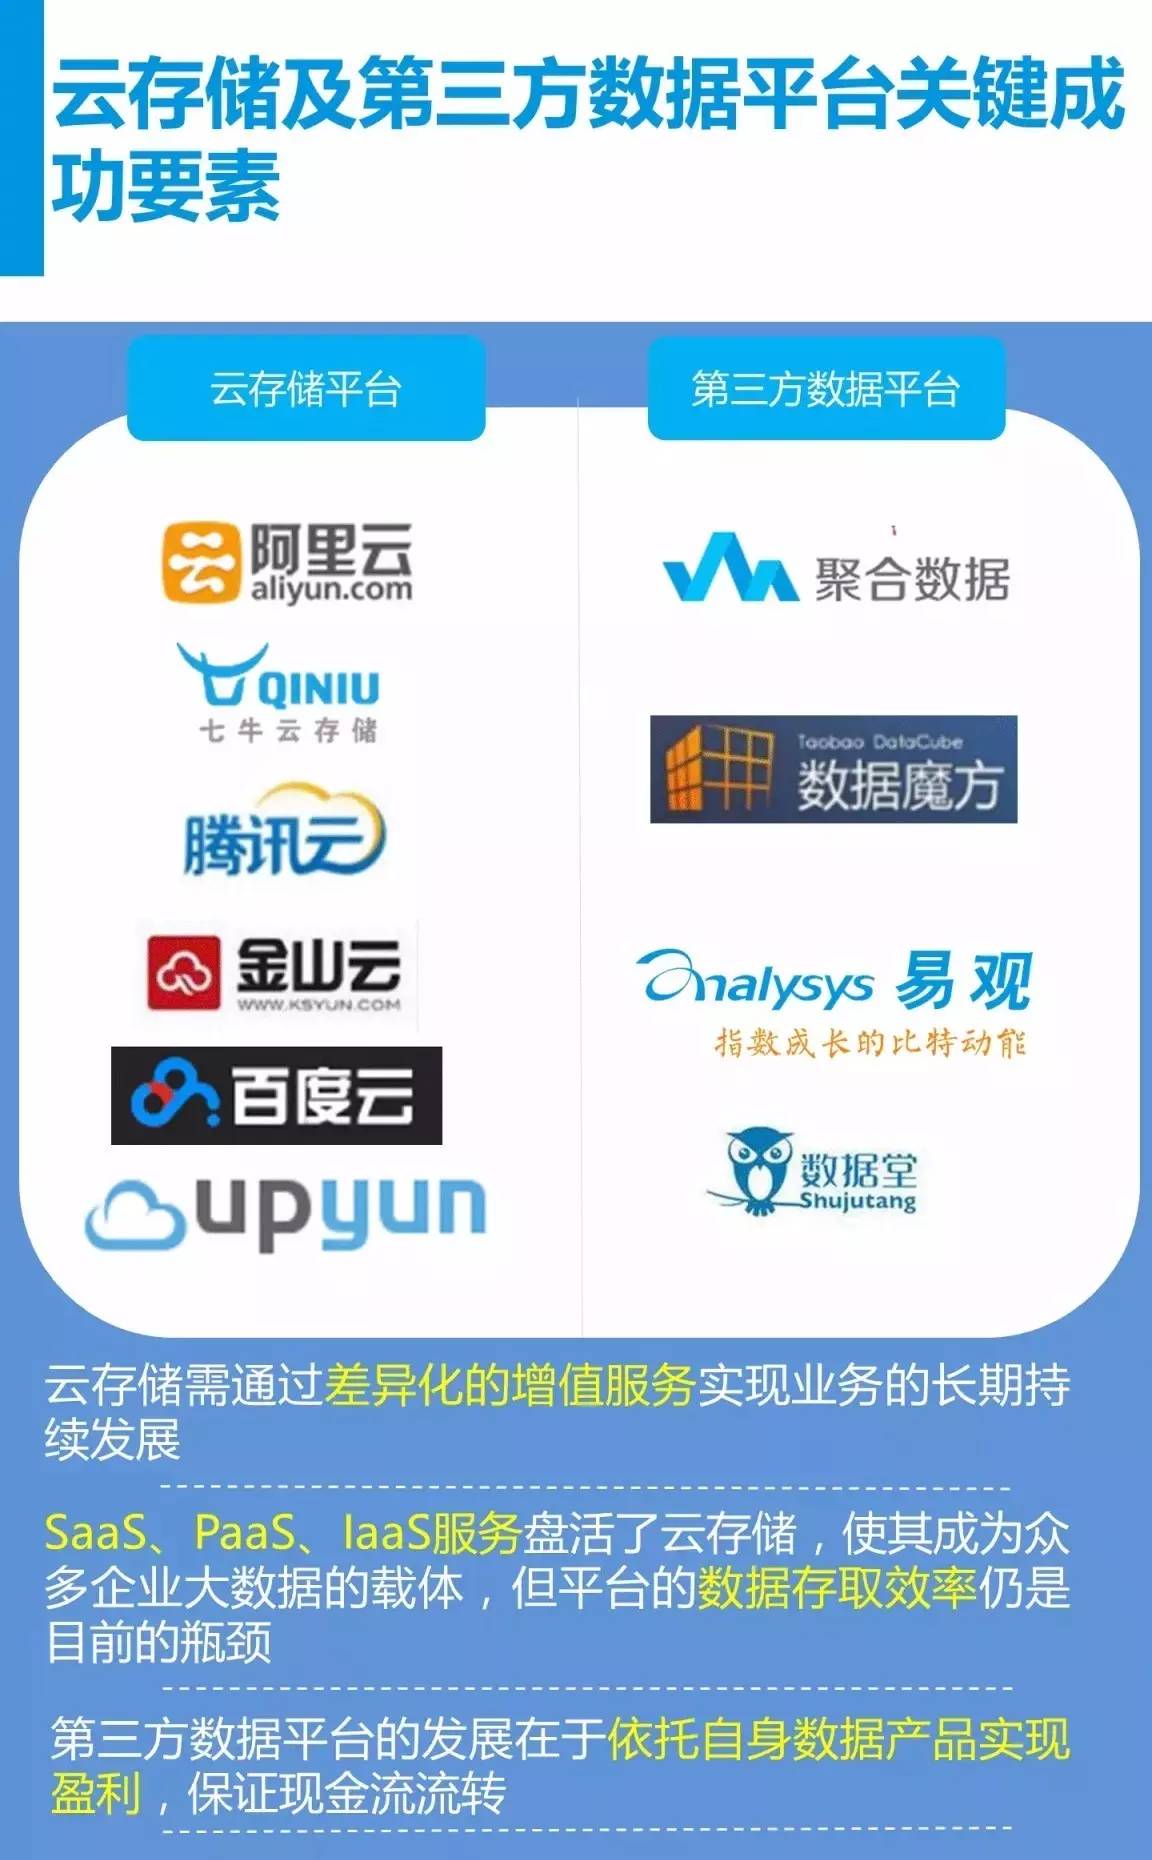 云存储及第三方数据平台关键成
功要素
云存储平台
第三方数据平台
阿里云
aliyun.com
QINIU
七牛云存储
腾讯云
金山云
WWW.KSYUN.COM
百度云
upyun
聚合数据
Taobao DataCube
数据魔方
analysys 易观
指数成长的比特动能
数据堂
Shujutang
云存储需通过差异化的增值服务实现业务的长期持
续发展
SaaS、PaaS、IaaS服务盘活了云存储，使其成为众
多企业大数据的载体，但平台的数据存取效率仍是
目前的瓶颈
第三方数据平台的发展在于依托自身数据产品实现
盈利，保证现金流流转